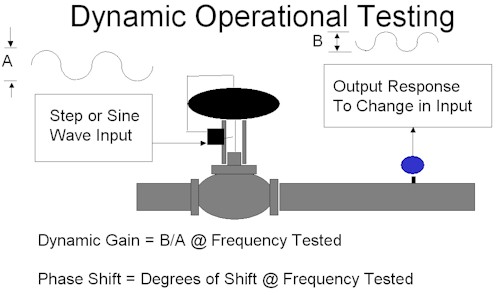 Dynamic Operational Testing
A
B
Step or Sine
Wave Input
Output Response
To Change in Input
Dynamic Gain = B/A @ Frequency Tested
Phase Shift = Degrees of Shift @ Frequency Tested